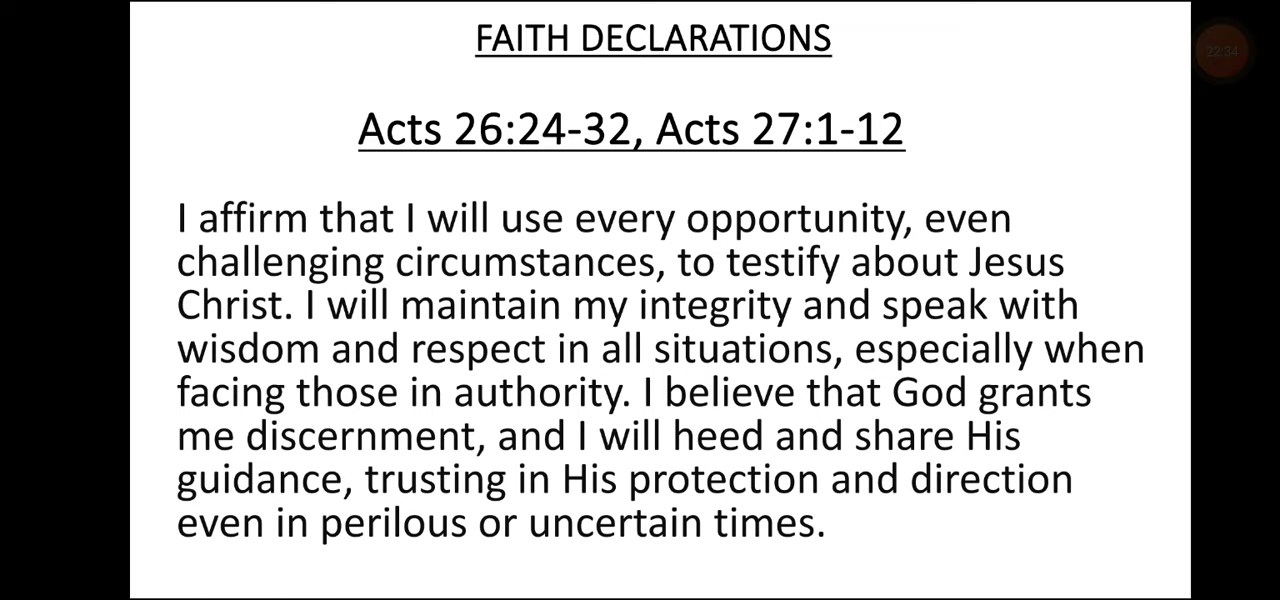 FAITH DECLARATIONS
22:34
Acts 26:24-32, Acts 27:1-12
I affirm that I will use every opportunity, even
challenging circumstances, to testify about Jesus
Christ. I will maintain my integrity and speak with
wisdom and respect in all situations, especially when
facing those in authority. I believe that God grants
me discernment, and I will heed and share His
guidance, trusting in His protection and direction
even in perilous or uncertain times.